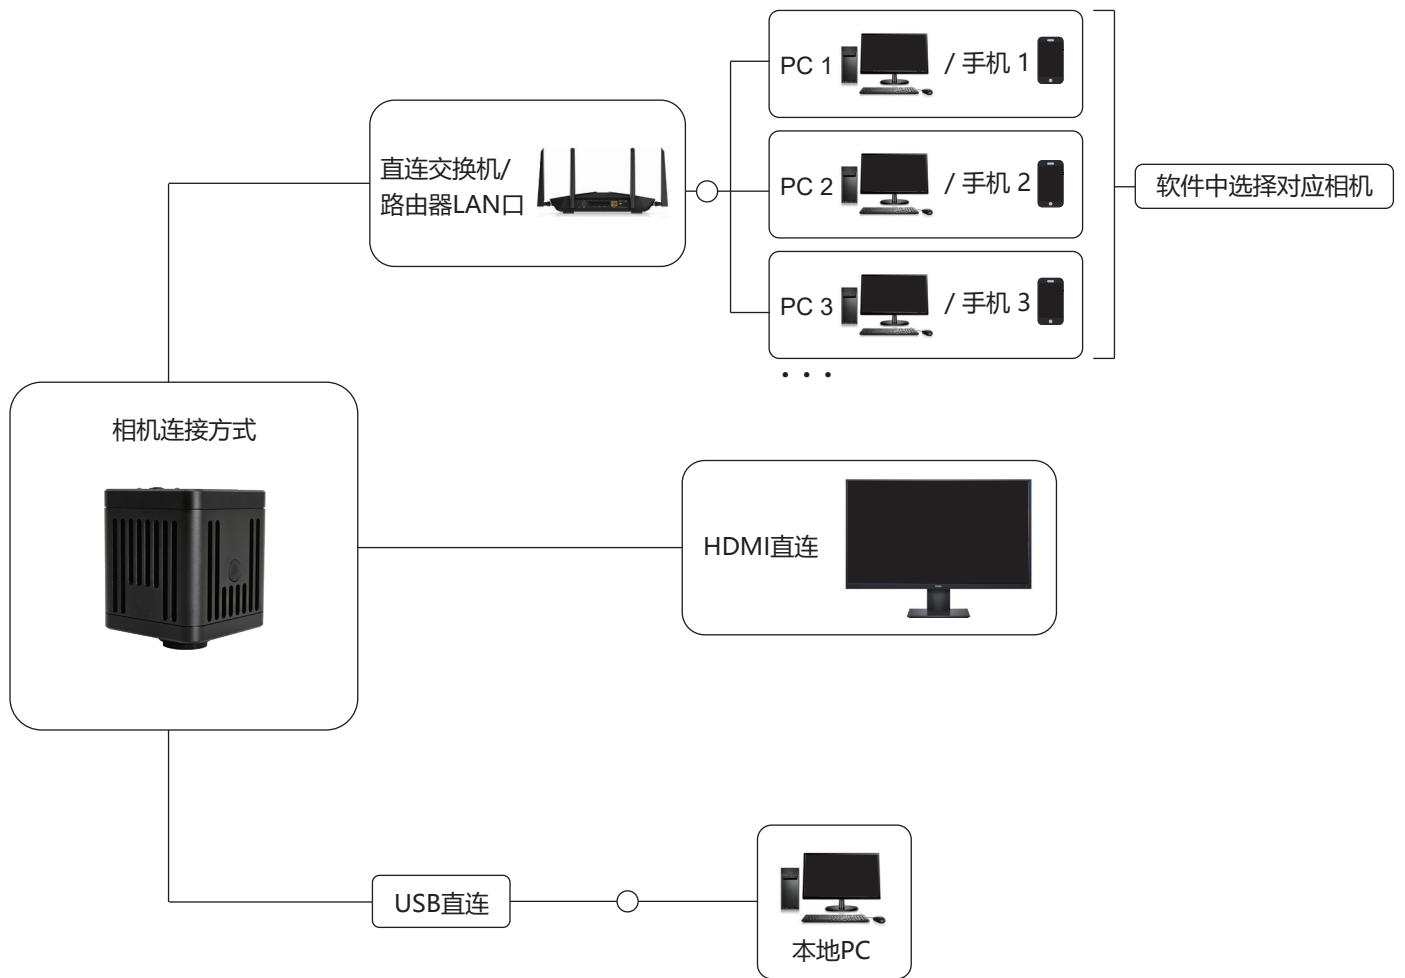 PC 1 / 手机 1
直连交换机/
路由器LAN口
PC 2 / 手机 2
软件中选择对应相机
PC 3 / 手机 3
• • •
相机连接方式
HDMI直连
USB直连
本地PC